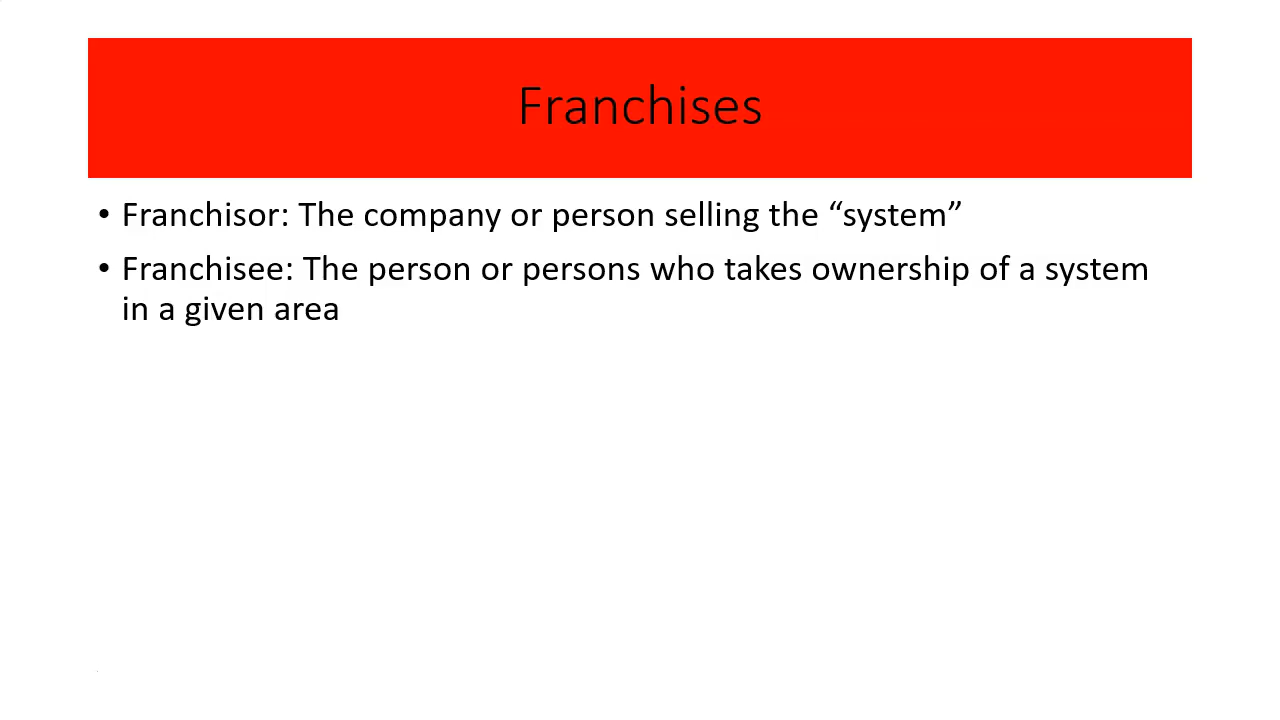 Franchises
• Franchisor: The company or person selling the “system”
• Franchisee: The person or persons who takes ownership of a system
in a given area